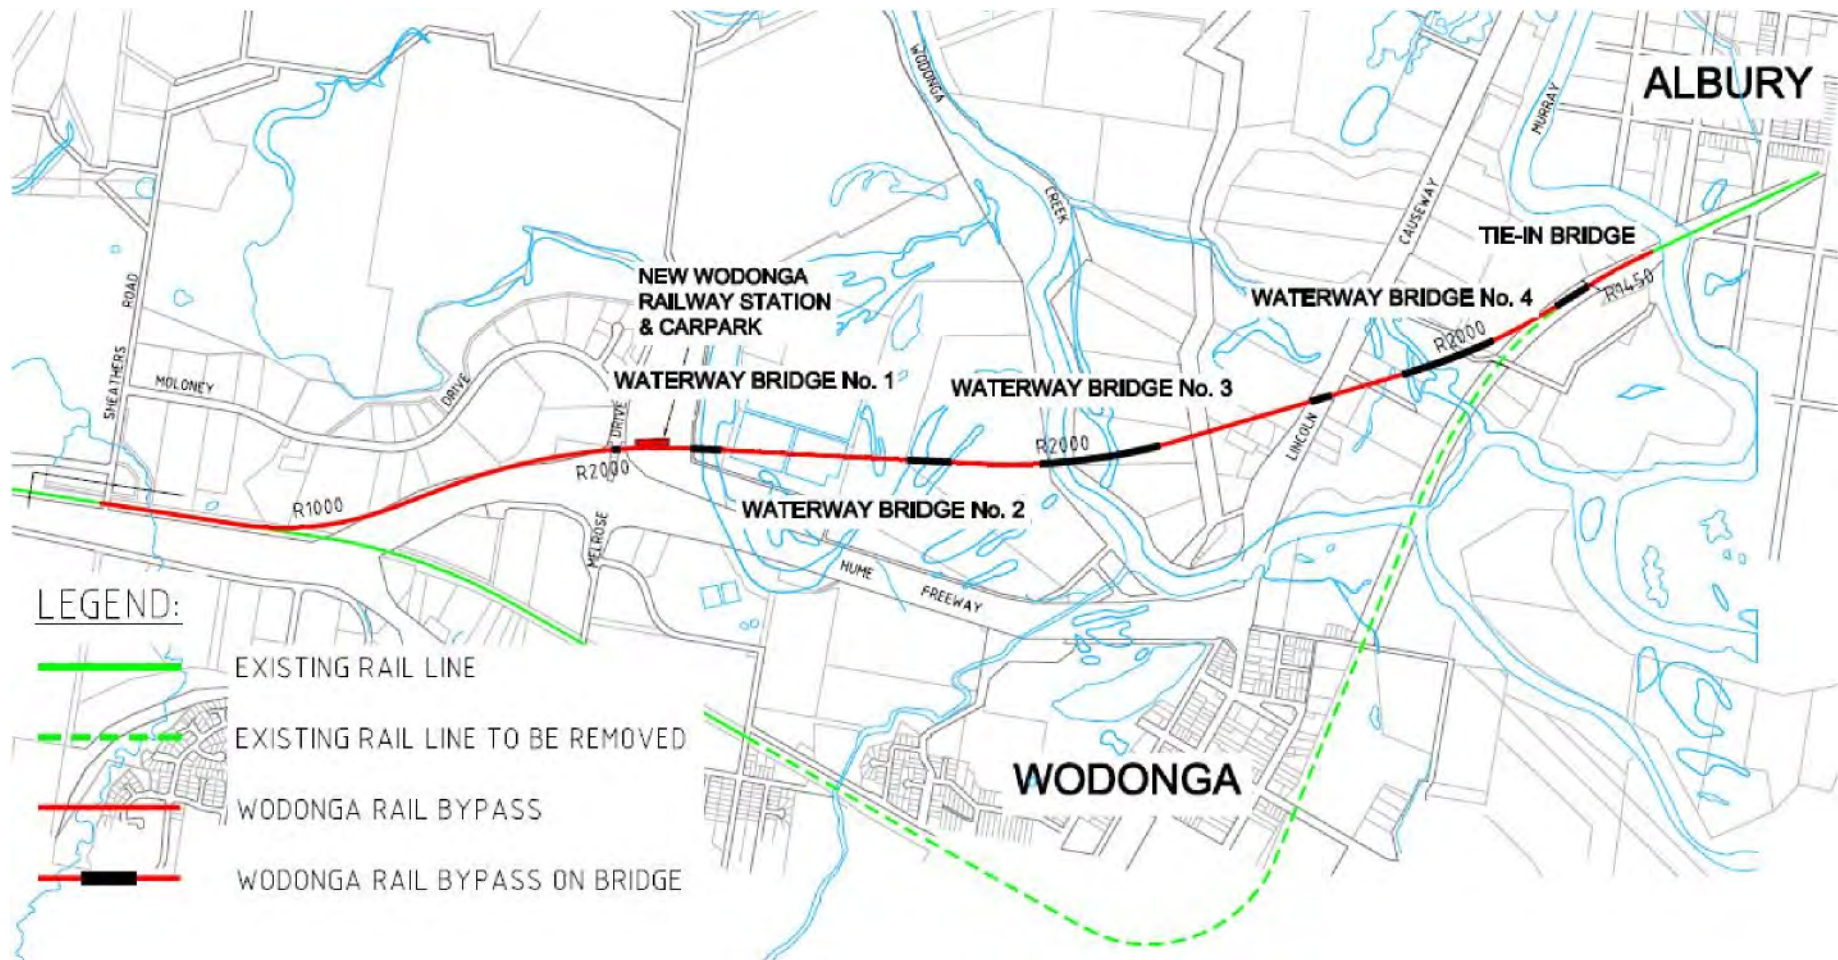 ALBURY
WODONGA
MURRAY
CREEK
CAUSEWAY
TIE-IN BRIDGE
NEW WODONGA
RAILWAY STATION
& CARPARK
ROAD
WATERWAY BRIDGE No. 4
R1450
R2000
SHEATHERS
MOLONEY
DRIVE
WATERWAY BRIDGE No. 1
WATERWAY BRIDGE No. 3
DRIVE
LINCOLN
R2000
R2000
R1000
WATERWAY BRIDGE No. 2
MELROSE
HUME
FREEWAY
WODONGA
LEGEND:
EXISTING RAIL LINE
EXISTING RAIL LINE TO BE REMOVED
WODONGA RAIL BYPASS
WODONGA RAIL BYPASS ON BRIDGE